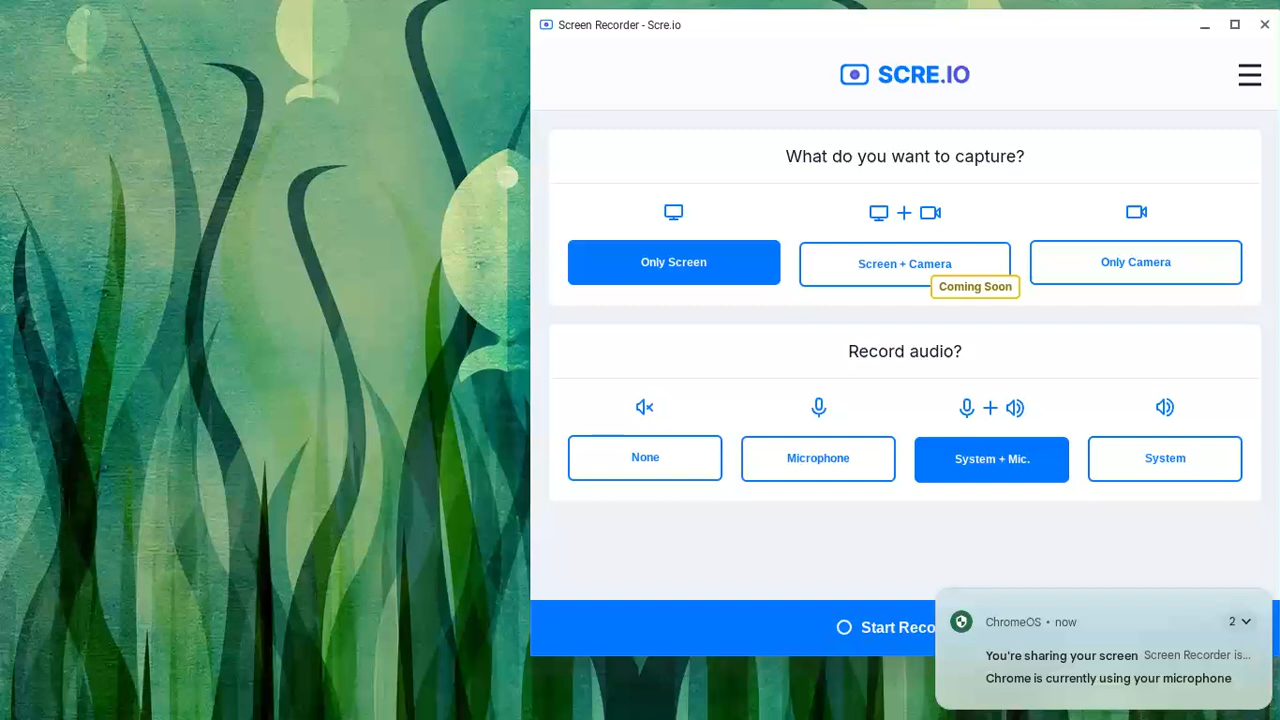 Screen Recorder - Scre.io
SCRE.IO
What do you want to capture?
Only Screen
Screen + Camera
Coming Soon
Only Camera
Record audio?
None
Microphone
System + Mic.
System
Start Reco
ChromeOS • now
2
You're sharing your screen Screen Recorder is...
Chrome is currently using your microphone